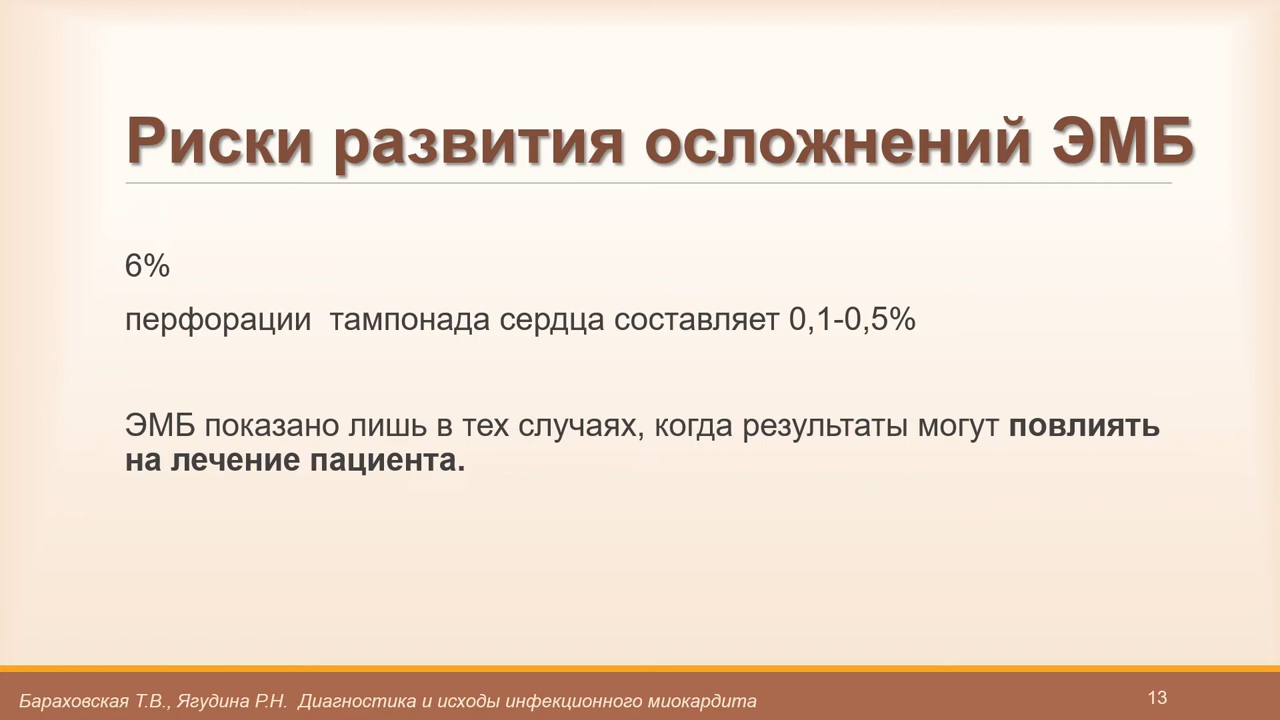 Риски развития осложнений ЭМБ
6%
перфорации  тампонада сердца составляет 0,1-0,5%
ЭМБ показано лишь в тех случаях, когда результаты могут повлиять
на лечение пациента.
Бараховская Т.В., Ягудина Р.Н.  Диагностика и исходы инфекционного миокардита
13